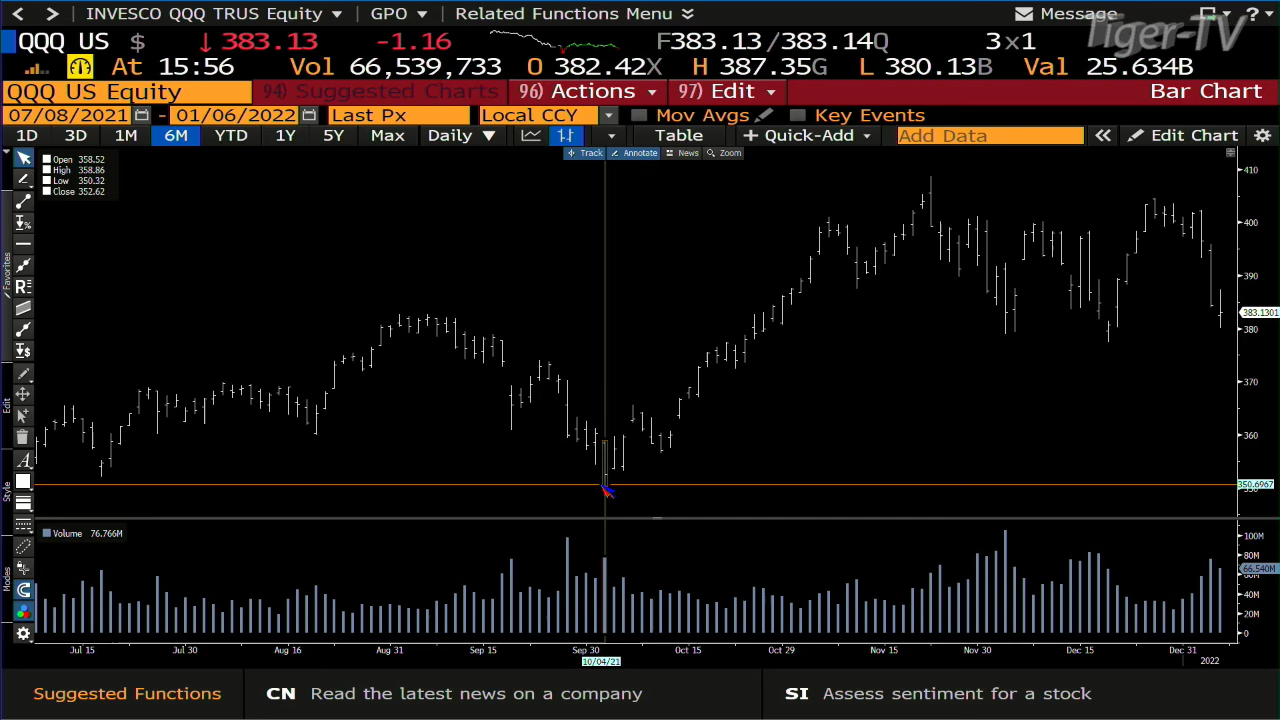 INVESCO QQQ TRUS Equity GPO Related Functions Menu Message ?
Tiger-TV
QQQ US $ ↓ 383.13 -1.16 F383.13/383.14Q 3x1
At 15:56 Vol 66,539,733 O 382.42X H 387.35G L 380.13B Val 25.634B
QQQ US Equity 94) Suggested Charts 96) Actions 97) Edit Bar Chart
07/08/2021 - 01/06/2022 Last Px Local CCY Mov Avgs Key Events
1D 3D 1M 6M YTD 1Y 5Y Max Daily Table + Quick-Add Add Data « Edit Chart
Track Annotate News Zoom
Open 358.52
High 358.86
Low 350.32
Close 352.62
410
400
390
383.1301
380
370
360
350.6967
Favorites
Edit
Style
Modes
Volume 76.766M
100M
80M
66.540M
60M
40M
20M
0
Jul 15 Jul 30 Aug 16 Aug 31 Sep 15 Sep 30 Oct 15 Oct 29 Nov 15 Nov 30 Dec 15 Dec 31
10/04/21 2022
Suggested Functions CN Read the latest news on a company SI Assess sentiment for a stock